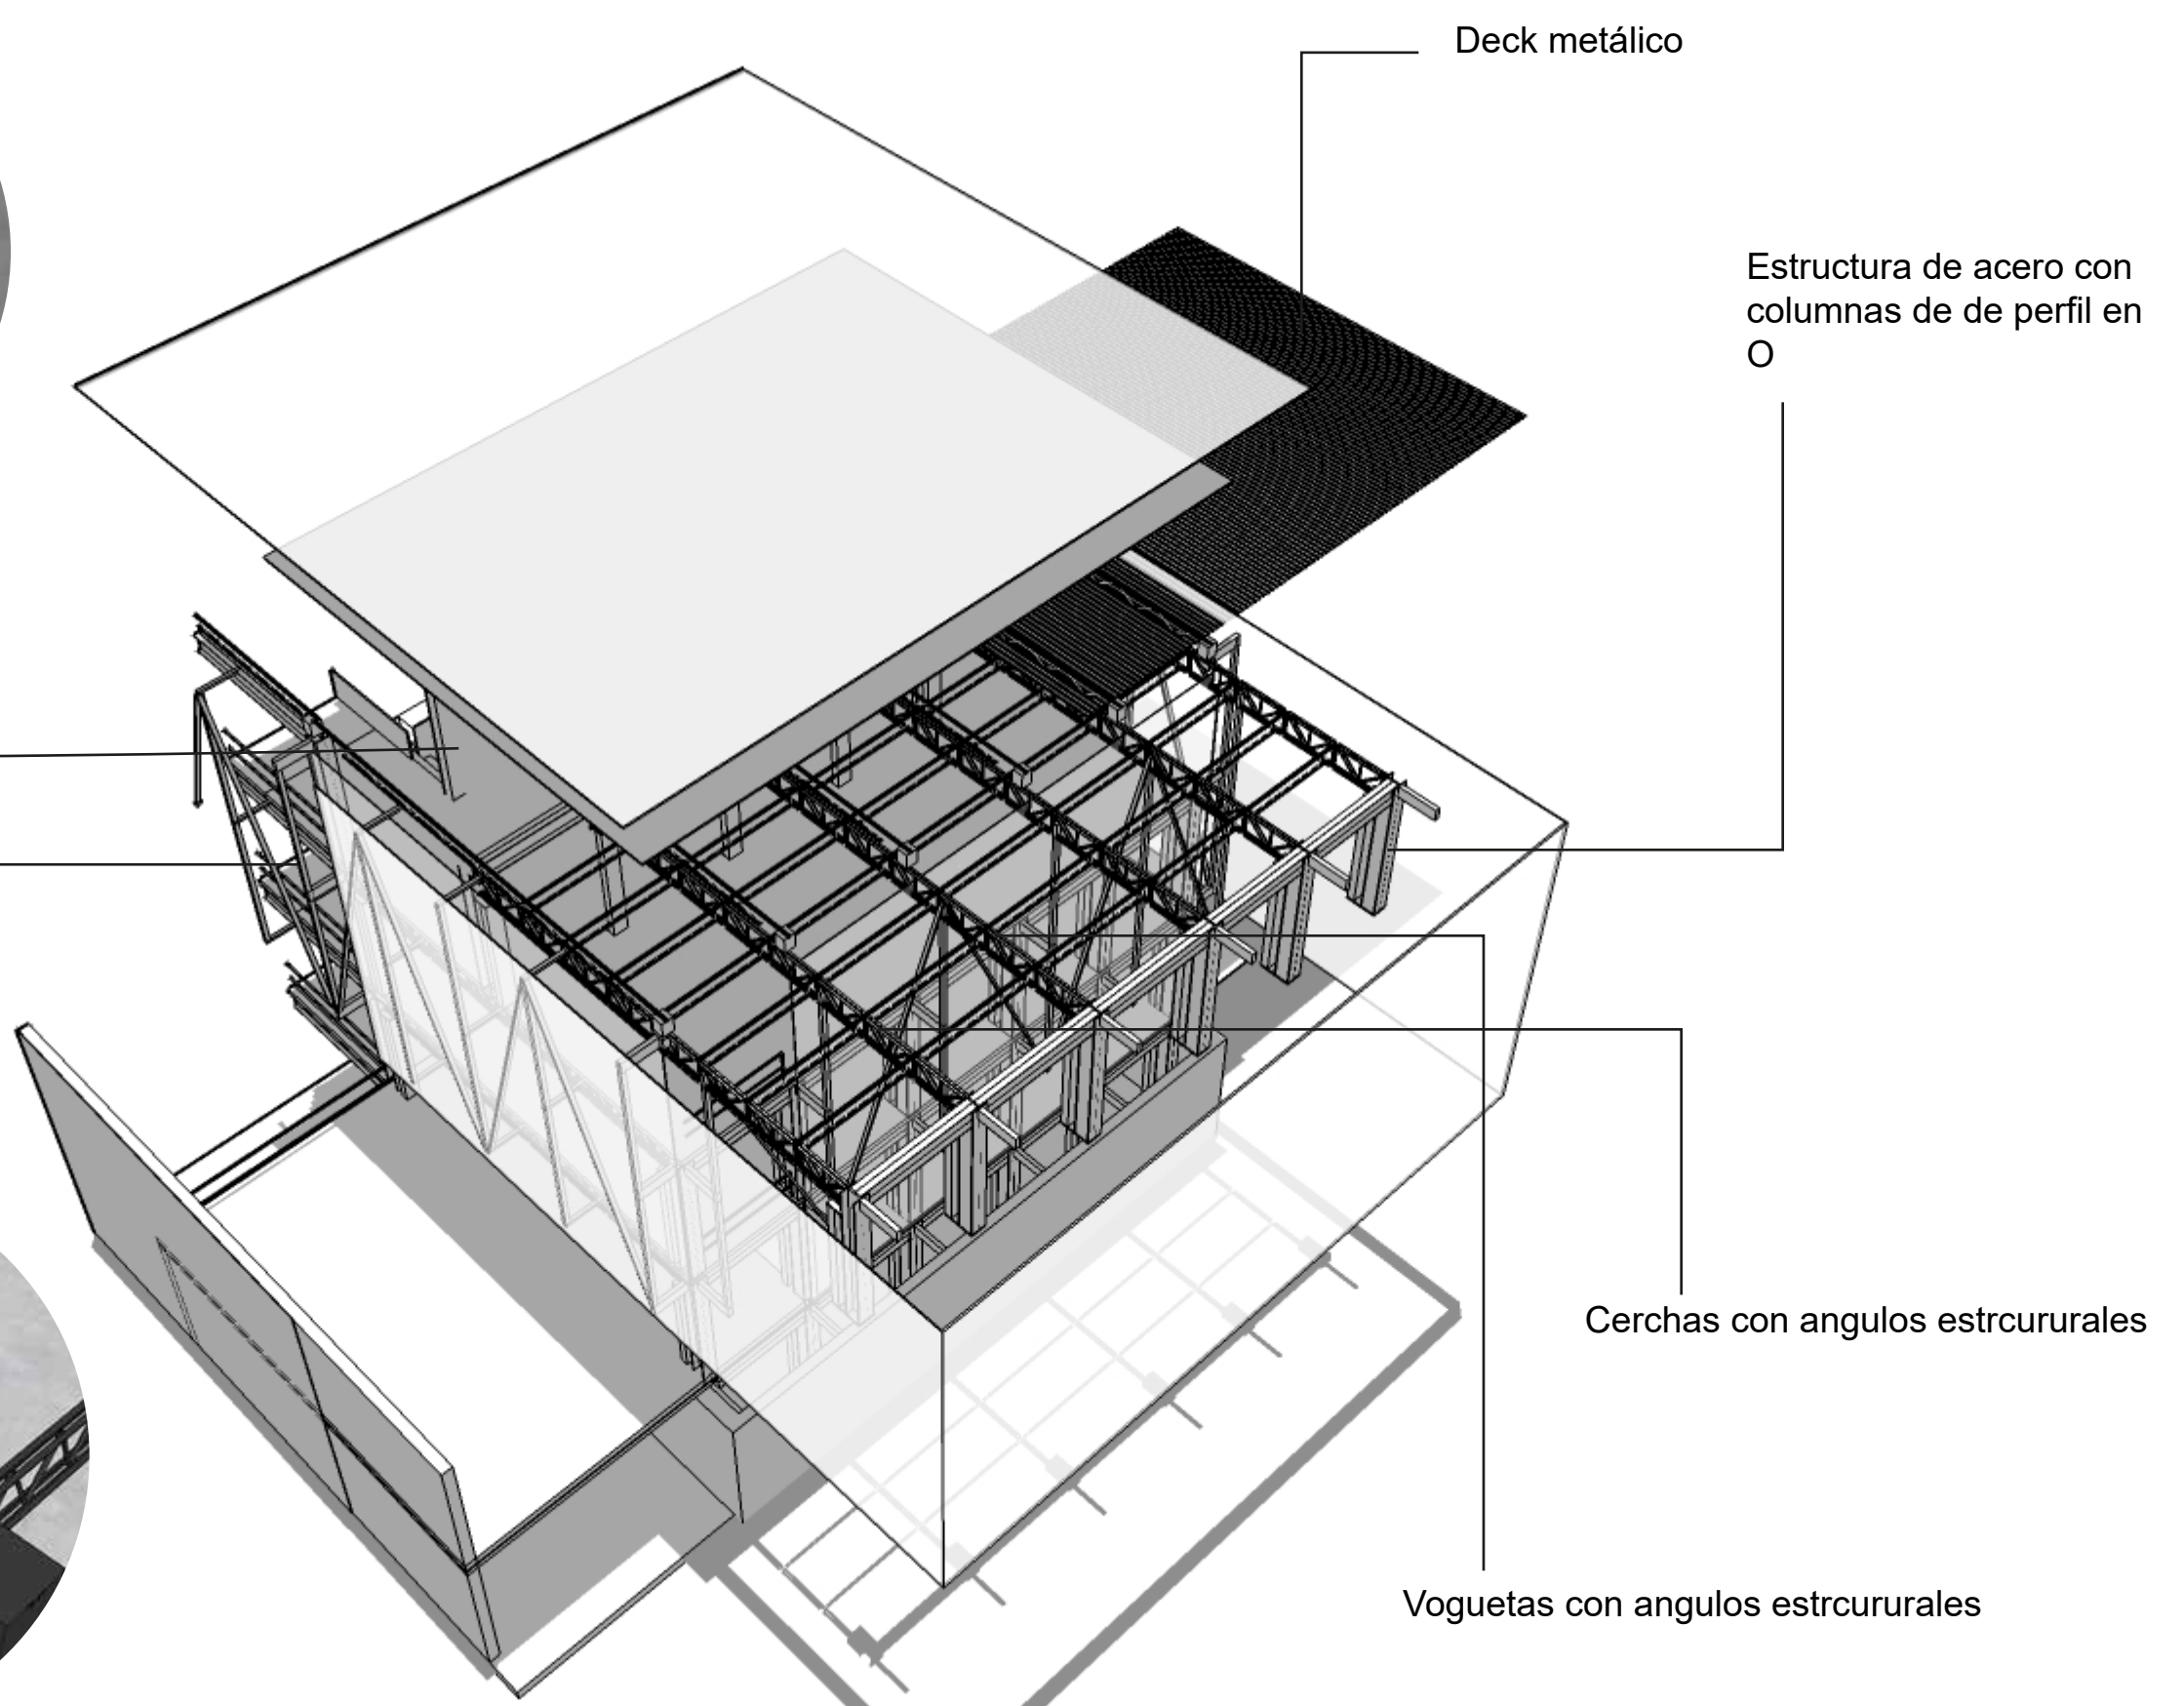 Deck metálico
Estructura de acero con
columnas de de perfil en
O
Cerchas con angulos estrcururales
Voguetas con angulos estrcururales